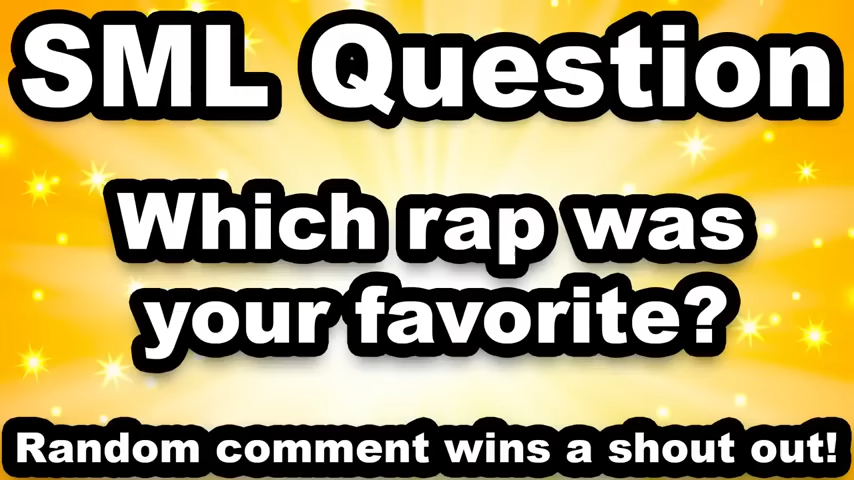 SML Question
Which rap was
your favorite?
Random comment wins a shout out!